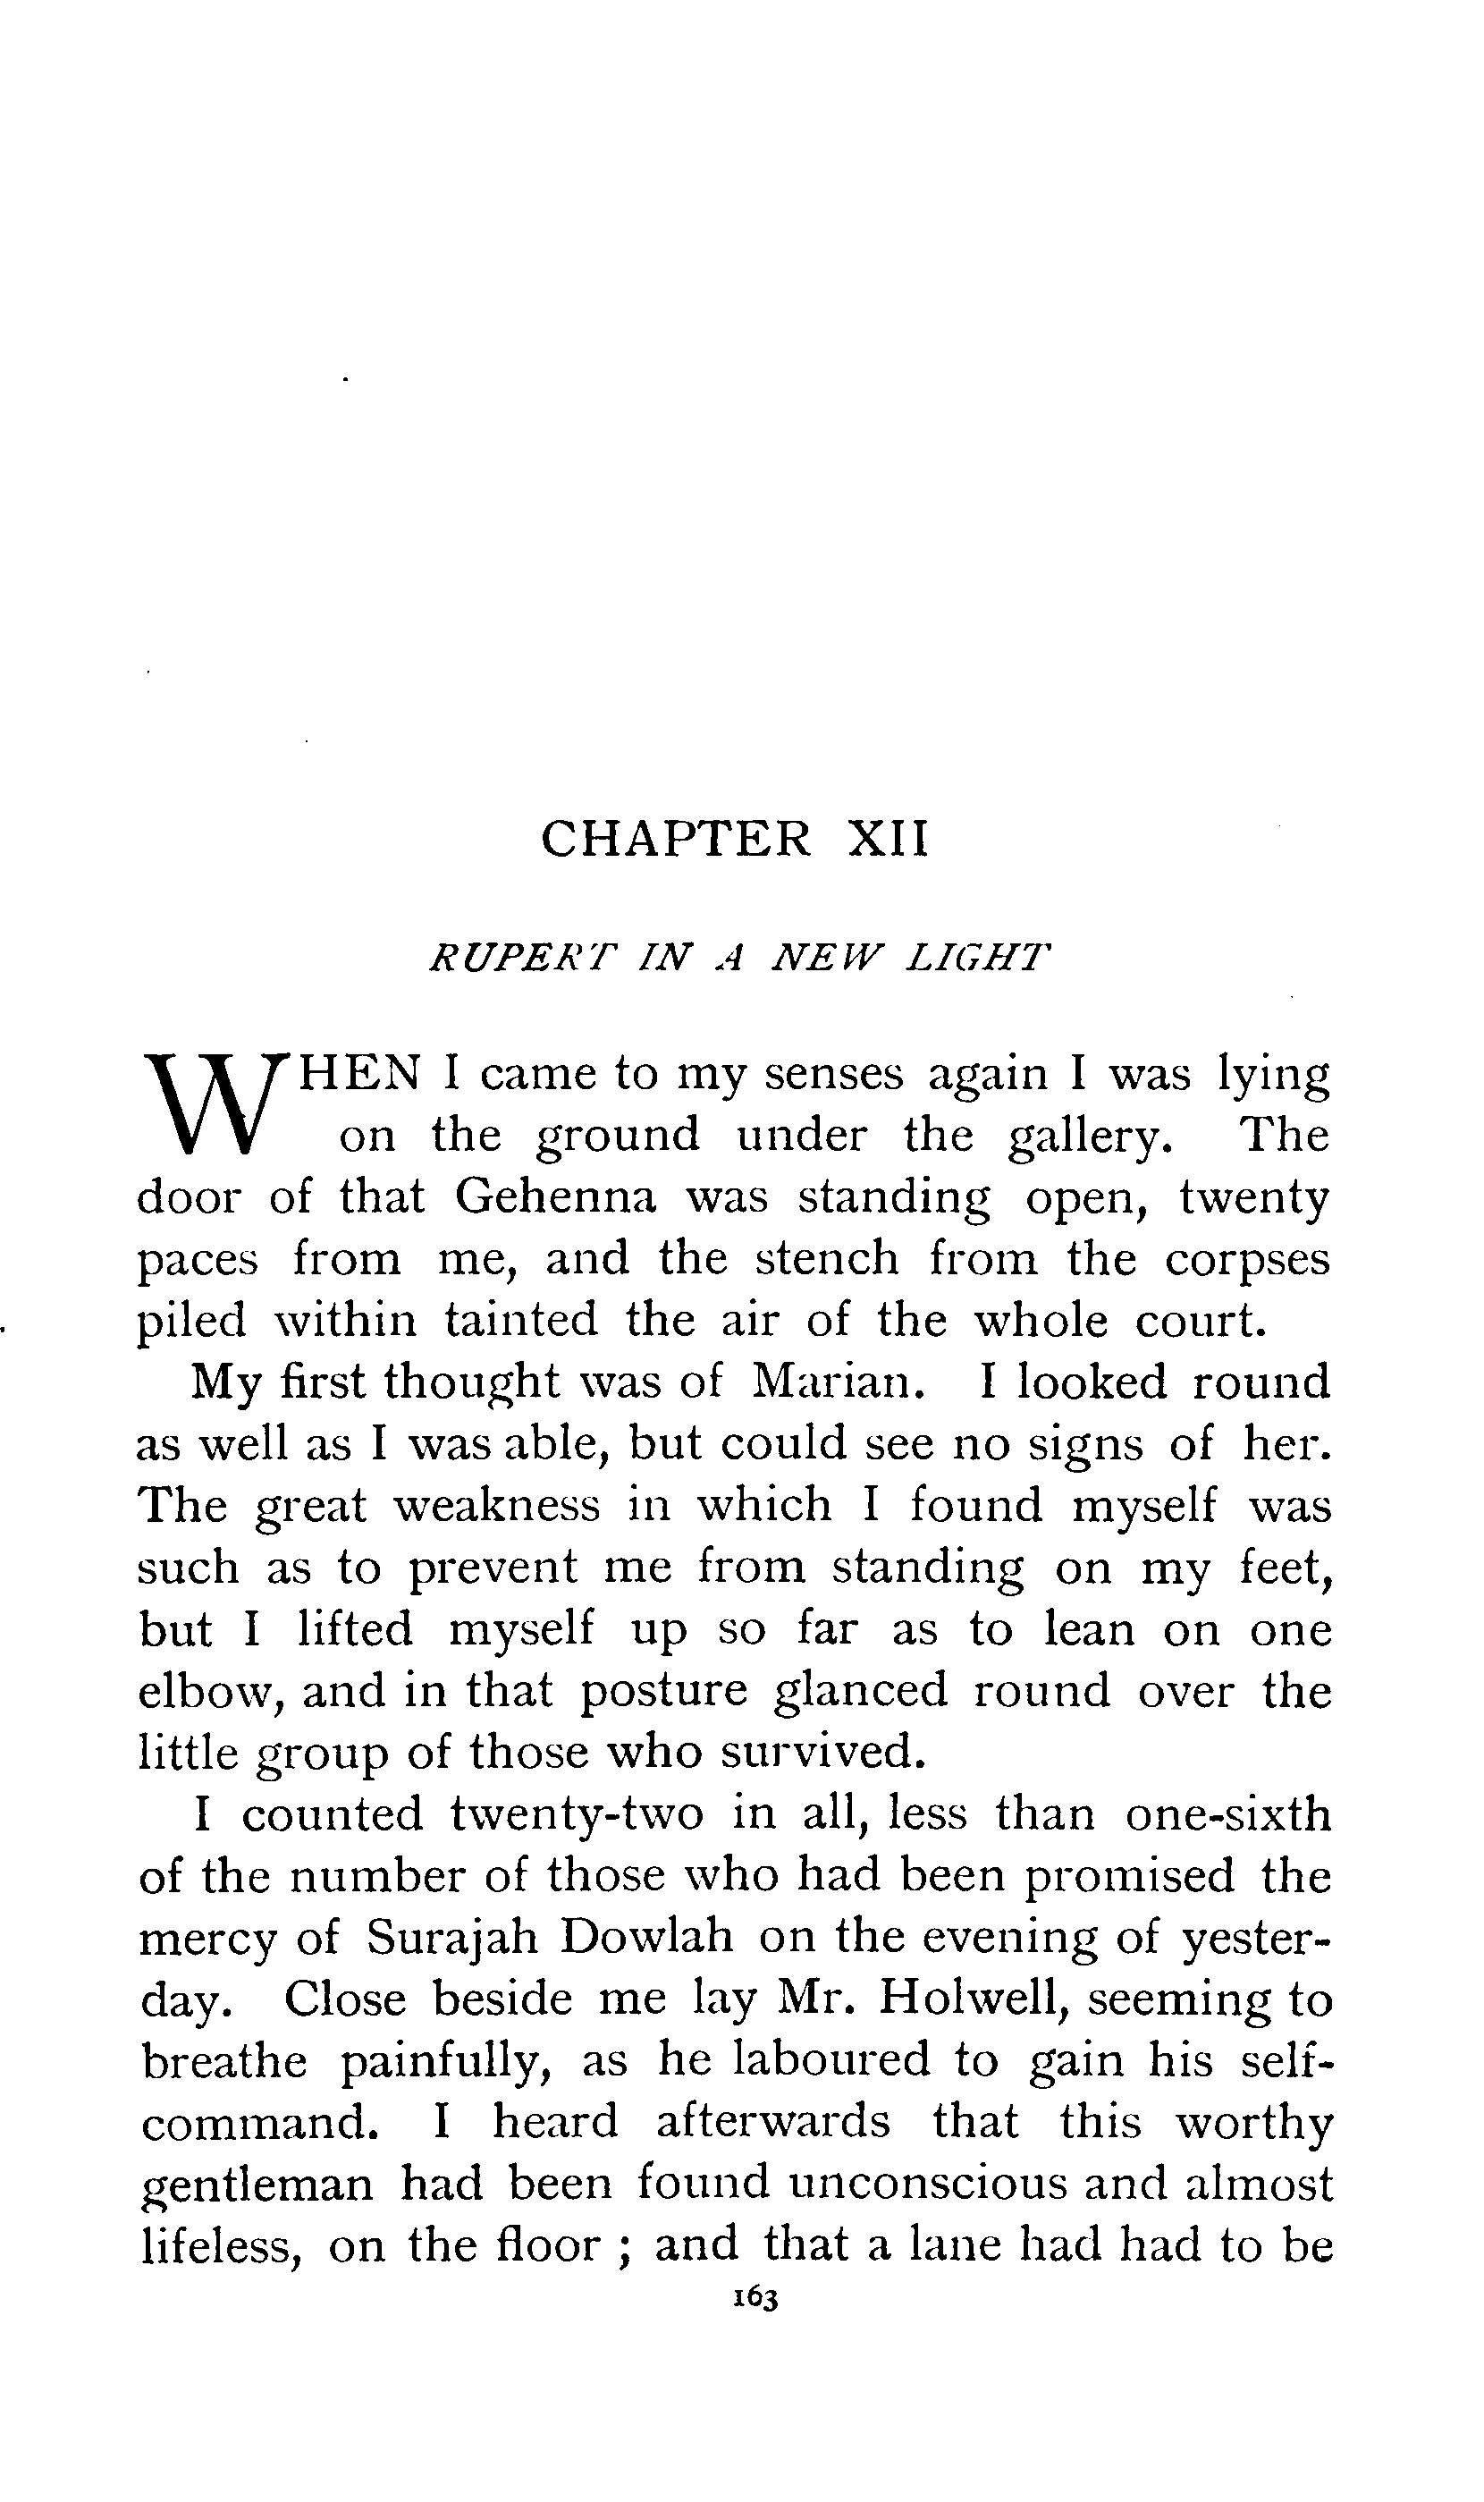 CHAPTER XII
RUPERT IN A NEW LIGHT
WHEN I came to my senses again I was lying
on the ground under the gallery. The
door of that Gehenna was standing open, twenty
paces from me, and the stench from the corpses
piled within tainted the air of the whole court.
My first thought was of Marian. I looked round
as well as I was able, but could see no signs of her.
The great weakness in which I found myself was
such as to prevent me from standing on my feet,
but I lifted myself up so far as to lean on one
elbow, and in that posture glanced round over the
little group of those who survived.
I counted twenty-two in all, less than one-sixth
of the number of those who had been promised the
mercy of Surajah Dowlah on the evening of yester-
day. Close beside me lay Mr. Holwell, seeming to
breathe painfully, as he laboured to gain his self-
command. I heard afterwards that this worthy
gentleman had been found unconscious and almost
lifeless, on the floor ; and that a lane had had to be
163